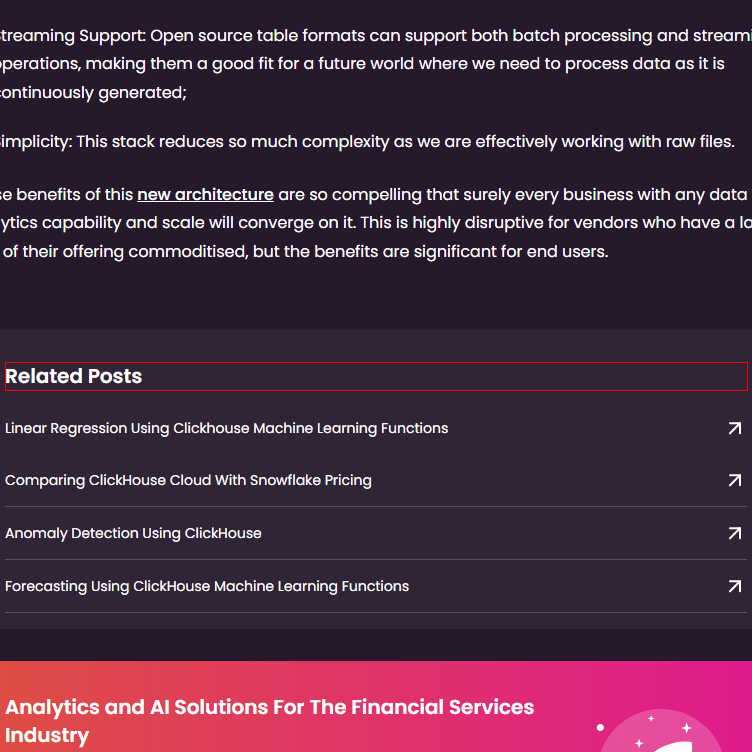 Streaming Support: Open source table formats can support both batch processing and
operations, making them a good fit for a future world where we need to process data as it is
continuously generated;
Simplicity: This stack reduces so much complexity as we are effectively working with raw files.
benefits of this new architecture are so compelling that surely every business with any data
capability and scale will converge on it. This is highly disruptive for vendors who have a
of their offering commoditised, but the benefits are significant for end users.
Related Posts
Linear Regression Using Clickhouse Machine Learning Functions
Comparing ClickHouse Cloud With Snowflake Pricing
Anomaly Detection Using ClickHouse
Forecasting Using ClickHouse Machine Learning Functions
Analytics and AI Solutions For The Financial Services
Industry